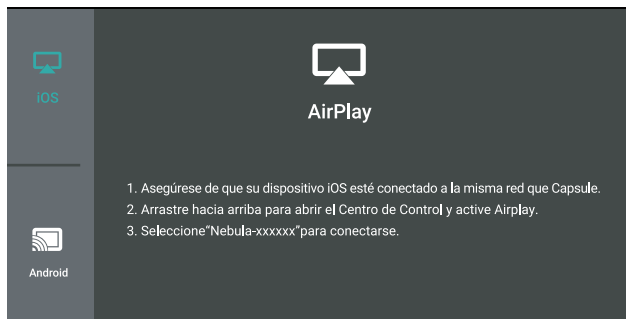 iOS
Android
AirPlay
1. Asegúrese de que su dispositivo iOS esté conectado a la misma red que Capsule.
2. Arrastre hacia arriba para abrir el Centro de Control y active Airplay.
3. Seleccione“Nebula-xxxxxx”para conectarse.